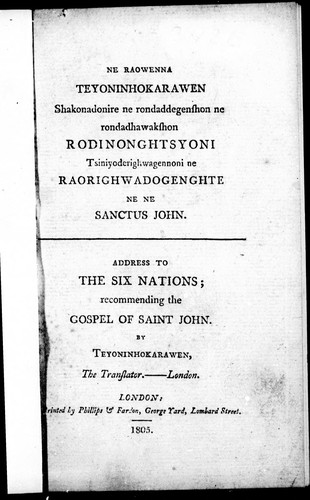 NE RAOWENNA
TEYONINHOKARAWEN
Shakonadonire ne rondaddegenſhon ne
rondadhawakſhon
RODINONGHTSYONI
Tsiniyoderighwagennoni ne
RAORIGHWADOGENGHTE
NE NE
SANCTUS JOHN.
ADDRESS TO
THE SIX NATIONS;
recommending the
GOSPEL OF SAINT JOHN.
BY
TEYONINHOKARAWEN,
The Tranſlator.——London.
LONDON:
Printed by Phillips & Fardon, George Yard, Lombard Street.
1805.